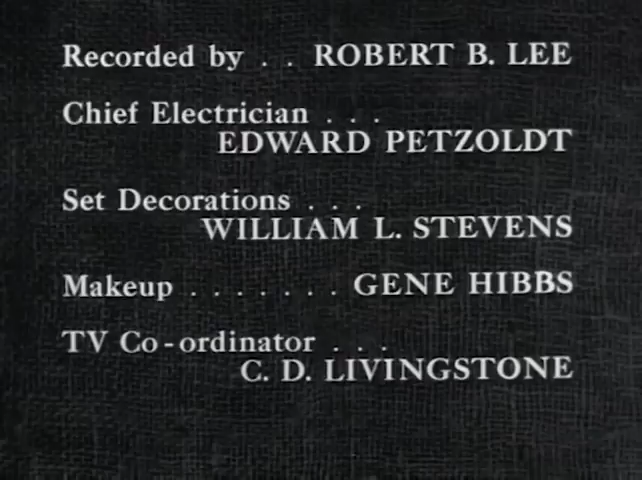 Recorded by . . ROBERT B. LEE
Chief Electrician . . .
EDWARD PETZOLDT
Set Decorations . . .
WILLIAM L. STEVENS
Makeup . . . . . . . GENE HIBBS
TV Co-ordinator . . .
C. D. LIVINGSTONE